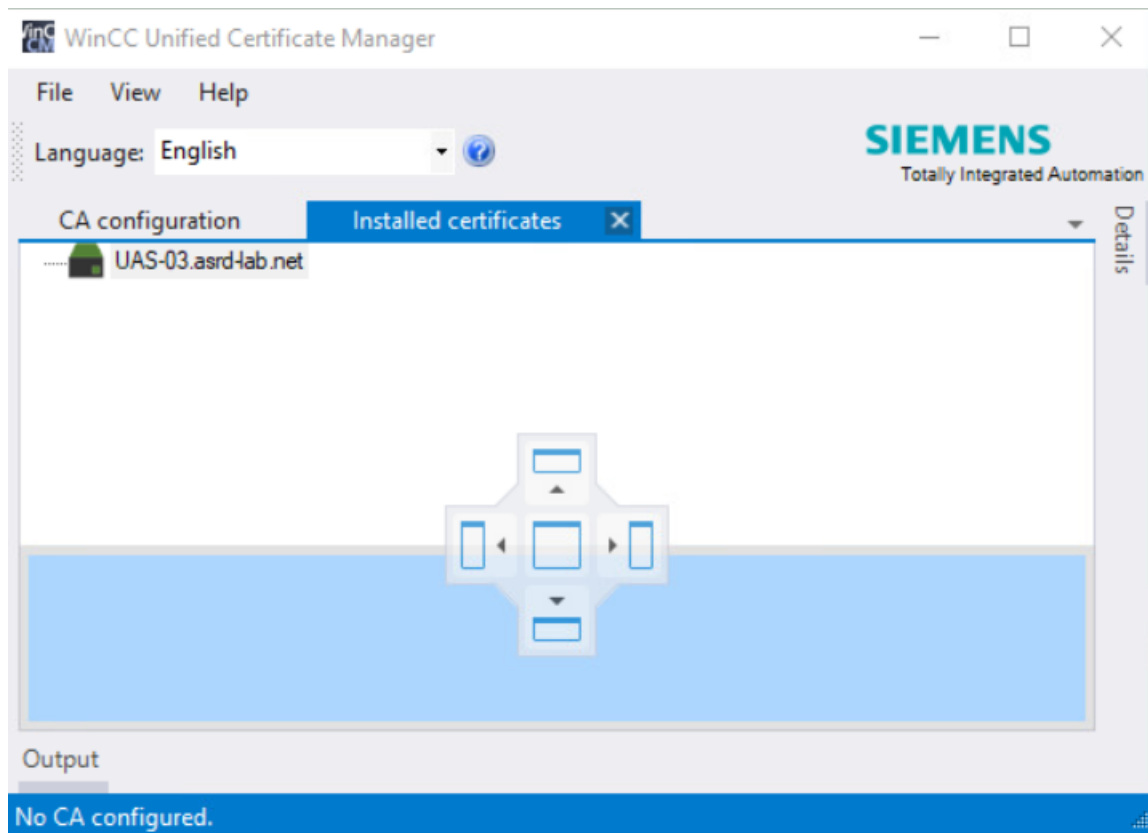 WinCC Unified Certificate Manager
File View Help
Language: English
SIEMENS
Totally Integrated Automation
CA configuration Installed certificates
Details
UAS-03.asrd-lab.net
Output
No CA configured.